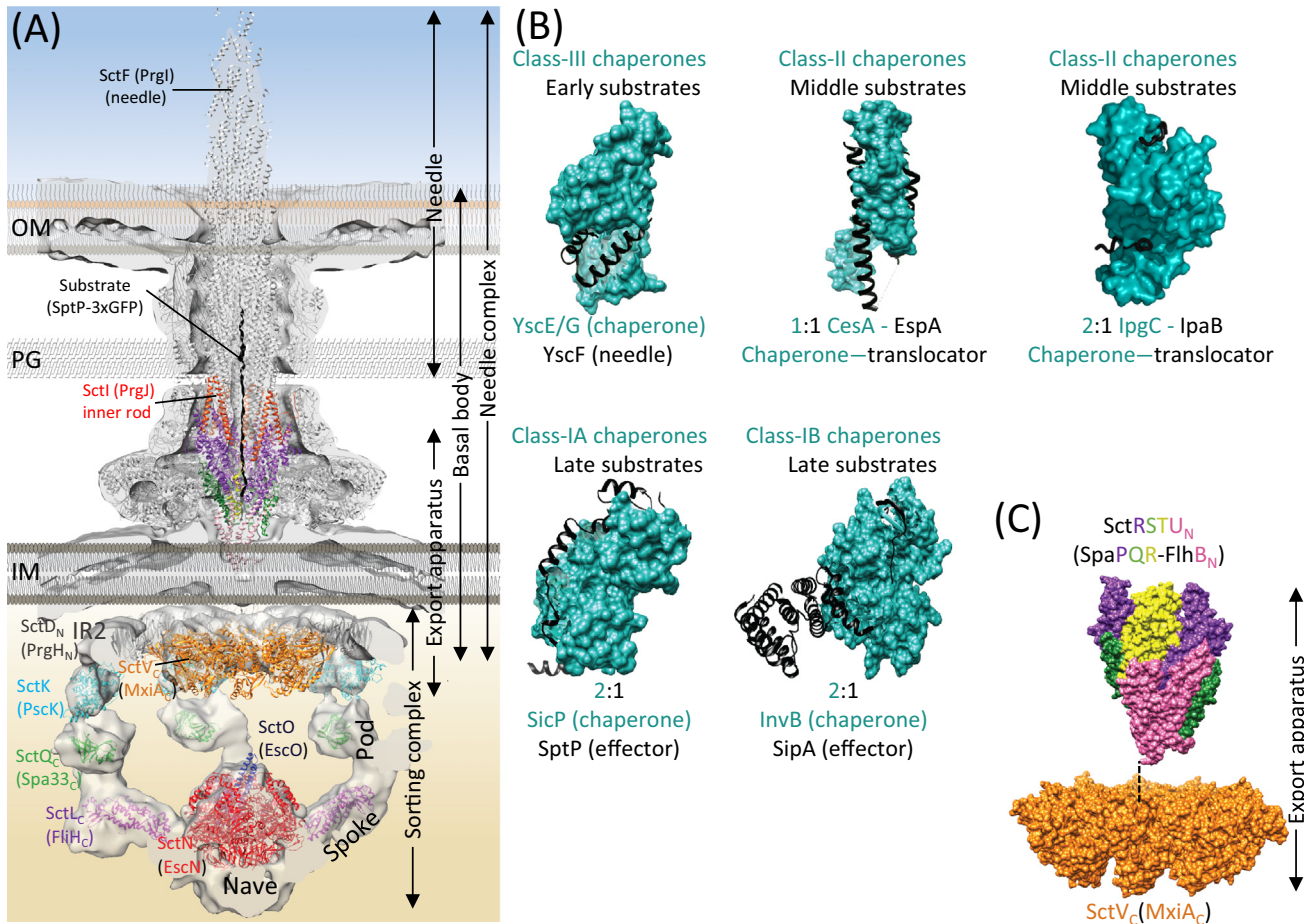 (A)
SctF (PrgI)
(needle)
OM
Substrate
(SptP-3xGFP)
PG
SctI (PrgJ)
inner rod
IM
SctD_N IR2
(PrgH_N)
SctV_C
(MxiA_C)
SctK
(PscK)
SctO
(EscO)
Pod
SctQ_C
(Spa33_C)
SctL_C
(FliH_C)
SctN
(EscN)
Spoke
Nave
Needle
Needle complex
Basal body
Export apparatus
Sorting complex
(B)
Class-III chaperones
Early substrates
YscE/G (chaperone)
YscF (needle)
Class-II chaperones
Middle substrates
1:1 CesA - EspA
Chaperone—translocator
Class-II chaperones
Middle substrates
2:1 IpgC - IpaB
Chaperone—translocator
Class-IA chaperones
Late substrates
2:1
SicP (chaperone)
SptP (effector)
Class-IB chaperones
Late substrates
2:1
InvB (chaperone)
SipA (effector)
(C)
SctRSTU_N
(SpaPQR-FlhB_N)
Export apparatus
SctV_C(MxiA_C)